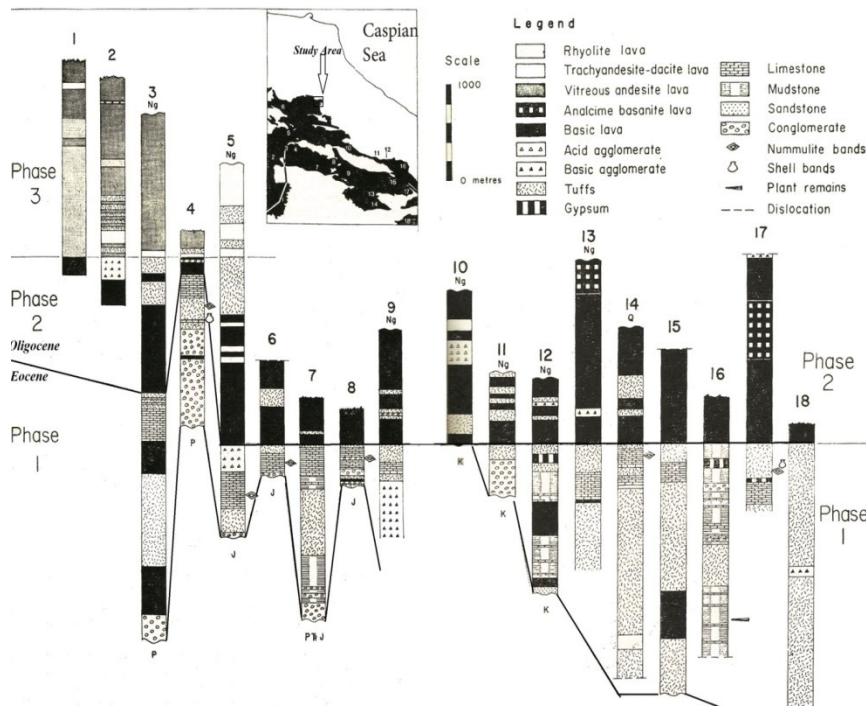 Caspian
Sea
Study Area
Legend
Scale
1000
0 metres
Rhyolite lava
Trachyandesite-dacite lava
Vitreous andesite lava
Analcime basanite lava
Basic lava
Acid agglomerate
Basic agglomerate
Tuffs
Gypsum
Limestone
Mudstone
Sandstone
Conglomerate
Nummulite bands
Shell bands
Plant remains
Dislocation
Phase
3
Phase
2
Oligocene
Eocene
Phase
1
Phase
2
Phase
1
1
2
3
Ng
4
5
Ng
6
7
8
9
Ng
10
K
11
Ng
12
Ng
13
Ng
14
Q
15
16
17
18
P
P
J
J
J
K
K